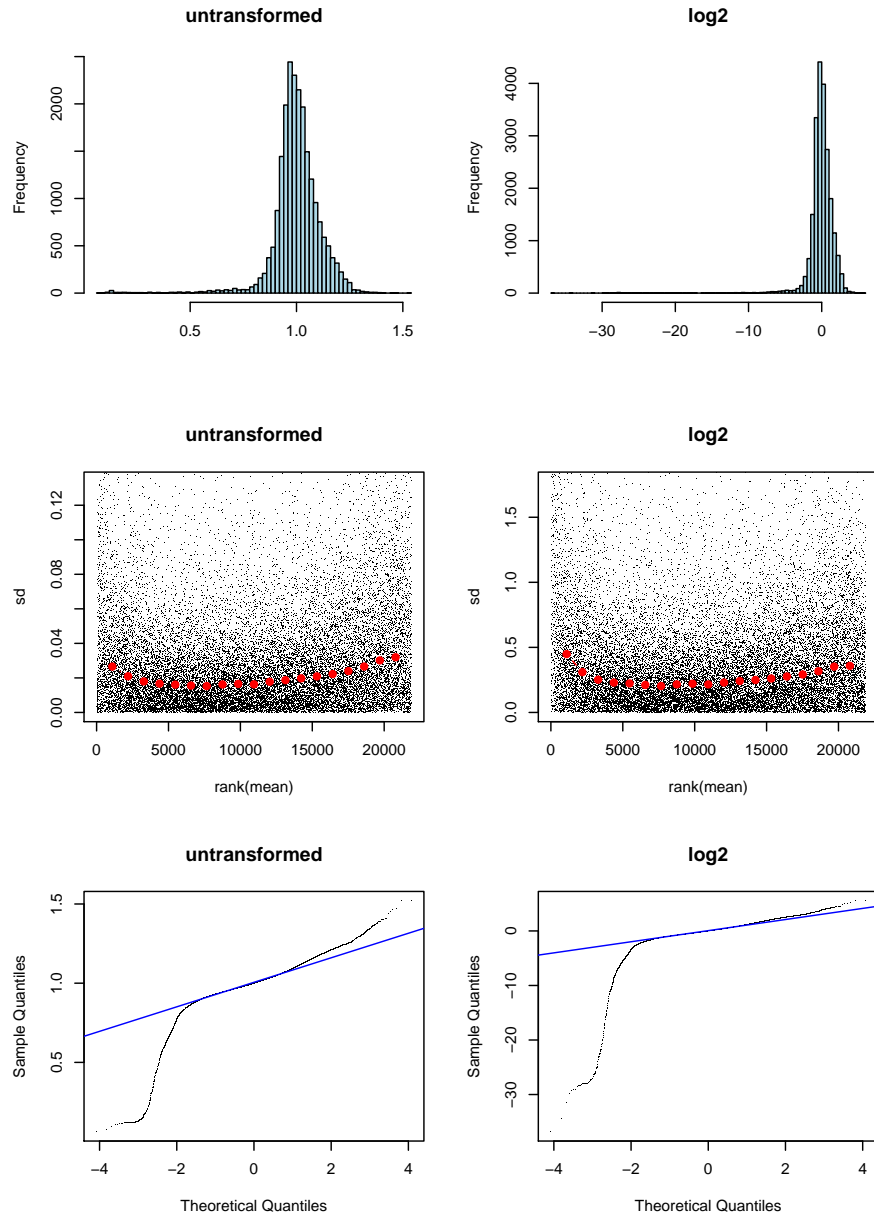 untransformed
log2
Frequency
0 500 1000 2000
0.5 1.0 1.5
Frequency
0 1000 2000 3000 4000
−30 −20 −10 0
untransformed
log2
sd
0.00 0.04 0.08 0.12
0 5000 10000 15000 20000
rank(mean)
sd
0.0 0.5 1.0 1.5
0 5000 10000 15000 20000
rank(mean)
untransformed
log2
Sample Quantiles
0.5 1.0 1.5
−4 −2 0 2 4
Theoretical Quantiles
Sample Quantiles
−30 −20 −10 0
−4 −2 0 2 4
Theoretical Quantiles